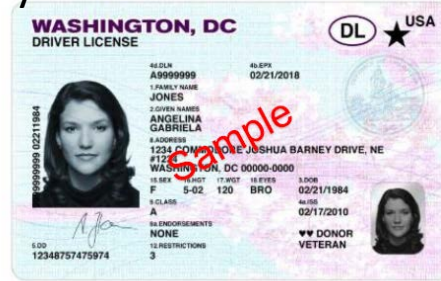 WASHINGTON, DC
DRIVER LICENSE
DL
USA
4d.DLN
A9999999
4b.EPX
02/21/2018
1.FAMILY NAME
JONES
2.GIVEN NAMES
ANGELINA
GABRIELA
8.ADDRESS
1234 COMMODORE JOSHUA BARNEY DRIVE, NE
WASHINGTON, DC 00000-0000
Sample
15.SEX 16.HGT 17.WGT 18.EYES 3.DOB
F 5-02 120 BRO 02/21/1984
9.CLASS
A
4a.ISS
02/17/2010
9a.ENDORSEMENTS
NONE
DONOR
VETERAN
12.RESTRICTIONS
3
5.DD
12348757475974
99999999 02211984